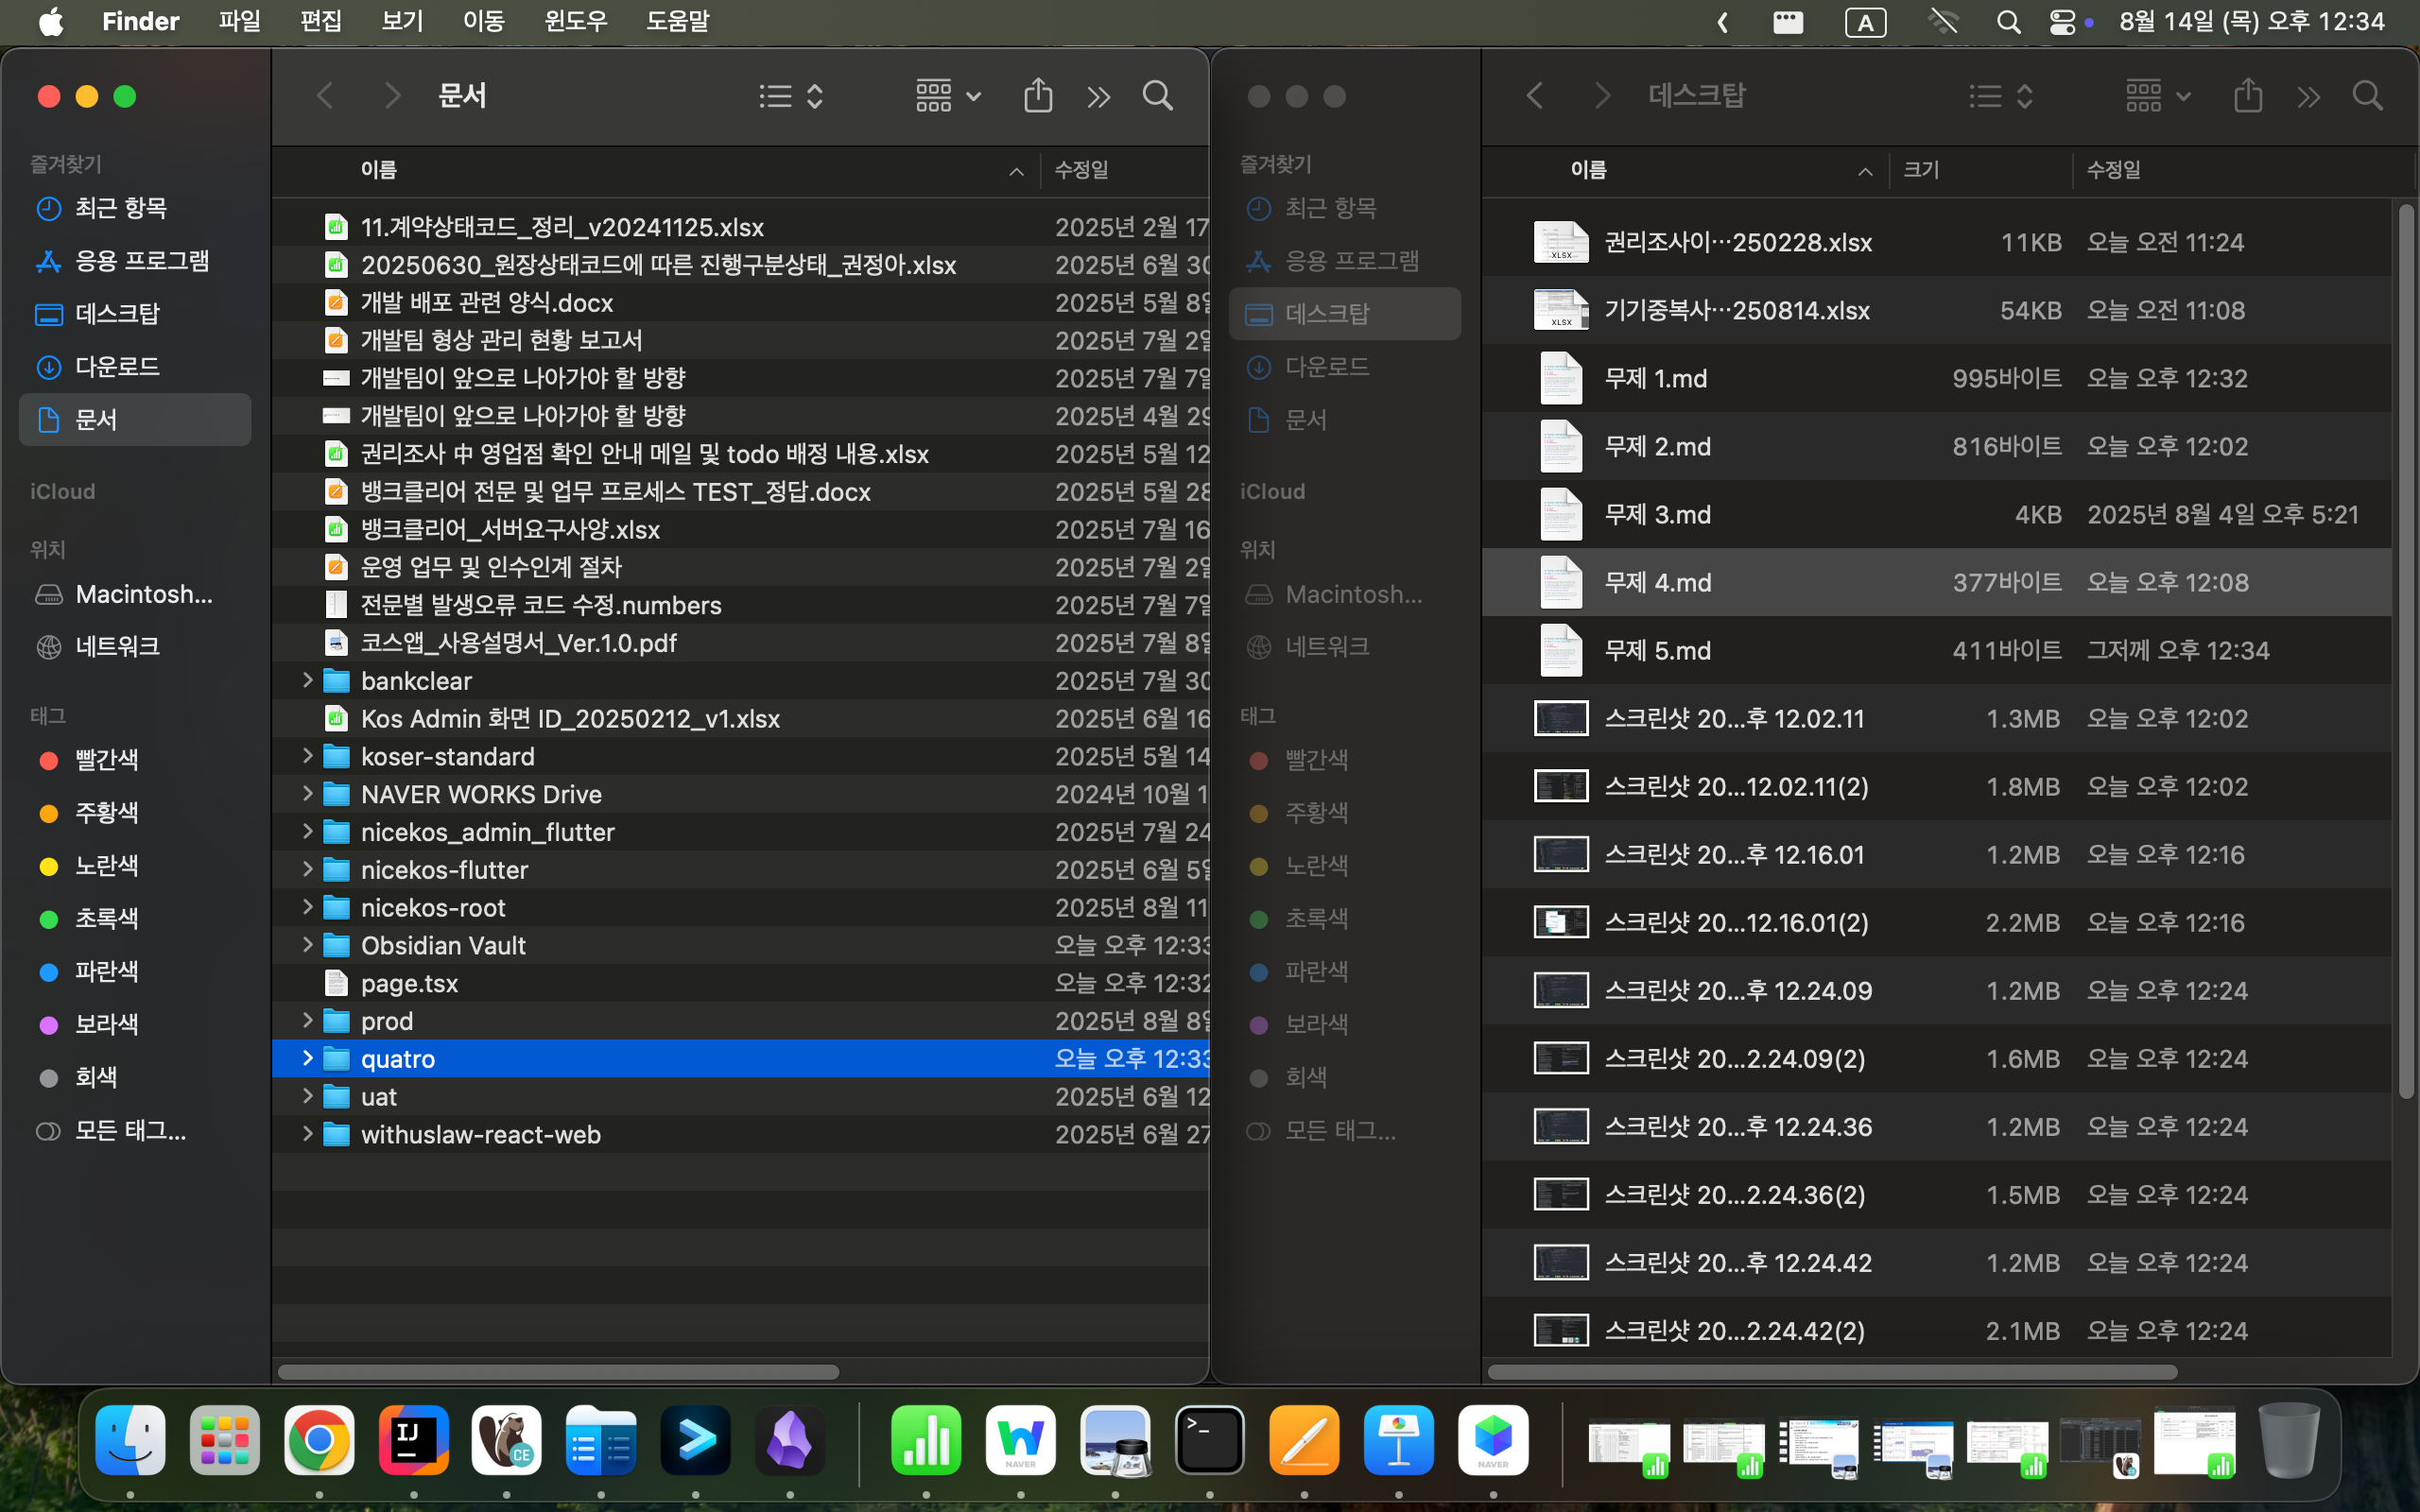 Finder 파일 편집 보기 이동 윈도우 도움말 A 8월 14일 (목) 오후 12:34
문서
즐겨찾기
최근 항목
응용 프로그램
데스크탑
다운로드
문서
iCloud
위치
Macintosh...
네트워크
태그
빨간색
주황색
노란색
초록색
파란색
보라색
회색
모든 태그...
이름 수정일
11.계약상태코드_정리_v20241125.xlsx 2025년 2월 17
20250630_원장상태코드에 따른 진행구분상태_권정아.xlsx 2025년 6월 30
개발 배포 관련 양식.docx 2025년 5월 8일
개발팀 형상 관리 현황 보고서 2025년 7월 2일
개발팀이 앞으로 나아가야 할 방향 2025년 7월 7일
개발팀이 앞으로 나아가야 할 방향 2025년 4월 29
권리조사 中 영업점 확인 안내 메일 및 todo 배정 내용.xlsx 2025년 5월 12
뱅크클리어 전문 및 업무 프로세스 TEST_정답.docx 2025년 5월 28
뱅크클리어_서버요구사양.xlsx 2025년 7월 16
운영 업무 및 인수인계 절차 2025년 7월 2일
전문별 발생오류 코드 수정.numbers 2025년 7월 7일
코스앱_사용설명서_Ver.1.0.pdf 2025년 7월 8일
bankclear 2025년 7월 30
Kos Admin 화면 ID_20250212_v1.xlsx 2025년 6월 16
koser-standard 2025년 5월 14
NAVER WORKS Drive 2024년 10월 1
nicekos_admin_flutter 2025년 7월 24
nicekos-flutter 2025년 6월 5일
nicekos-root 2025년 8월 11
Obsidian Vault 오늘 오후 12:33
page.tsx 오늘 오후 12:32
prod 2025년 8월 8일
quatro 오늘 오후 12:33
uat 2025년 6월 12
withuslaw-react-web 2025년 6월 27
데스크탑
즐겨찾기
최근 항목
응용 프로그램
데스크탑
다운로드
문서
iCloud
위치
Macintosh...
네트워크
태그
빨간색
주황색
노란색
초록색
파란색
보라색
회색
모든 태그...
이름 크기 수정일
권리조사이…250228.xlsx 11KB 오늘 오전 11:24
기기중복사…250814.xlsx 54KB 오늘 오전 11:08
무제 1.md 995바이트 오늘 오후 12:32
무제 2.md 816바이트 오늘 오후 12:02
무제 3.md 4KB 2025년 8월 4일 오후 5:21
무제 4.md 377바이트 오늘 오후 12:08
무제 5.md 411바이트 그저께 오후 12:34
스크린샷 20...후 12.02.11 1.3MB 오늘 오후 12:02
스크린샷 20...12.02.11(2) 1.8MB 오늘 오후 12:02
스크린샷 20...후 12.16.01 1.2MB 오늘 오후 12:16
스크린샷 20...12.16.01(2) 2.2MB 오늘 오후 12:16
스크린샷 20...후 12.24.09 1.2MB 오늘 오후 12:24
스크린샷 20...2.24.09(2) 1.6MB 오늘 오후 12:24
스크린샷 20...후 12.24.36 1.2MB 오늘 오후 12:24
스크린샷 20...2.24.36(2) 1.5MB 오늘 오후 12:24
스크린샷 20...후 12.24.42 1.2MB 오늘 오후 12:24
스크린샷 20...2.24.42(2) 2.1MB 오늘 오후 12:24
XLSX
XLSX
IJ
CE
NAVER
NAVER